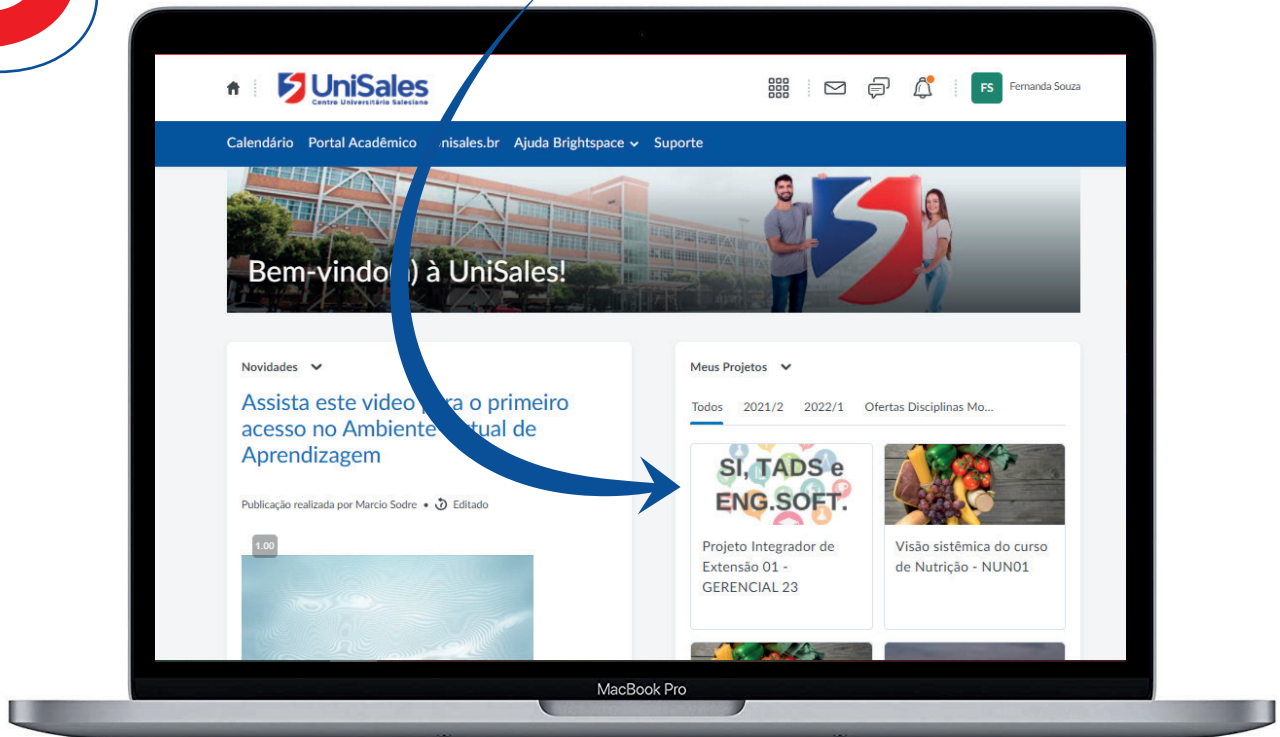 UniSales
Centro Universitário Salesiano
FS Fernanda Souza
Calendário Portal Acadêmico nisales.br Ajuda Brightspace Suporte
Bem-vindo( ) à UniSales!
Novidades
Assista este video para o primeiro
acesso no Ambiente tual de
Aprendizagem
Publicação realizada por Marcio Sodre • Editado
1.00
Meus Projetos
Todos 2021/2 2022/1 Ofertas Disciplinas Mo...
SI, TADS e
ENG.SOFT.
Projeto Integrador de
Extensão 01 -
GERENCIAL 23
Visão sistêmica do curso
de Nutrição - NUN01
MacBook Pro